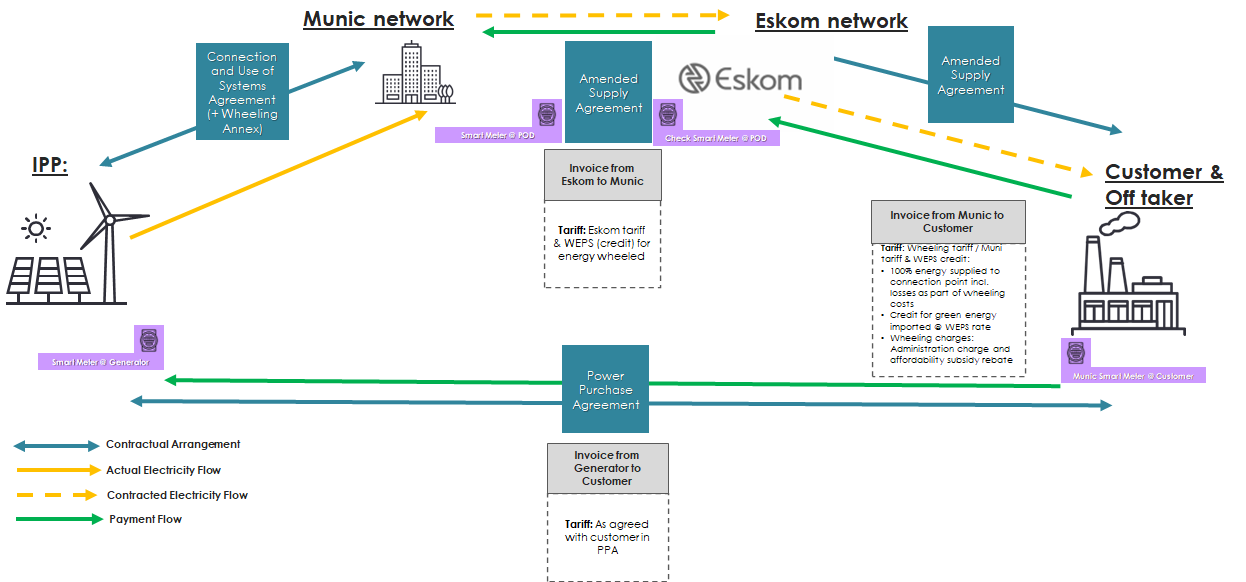 Munic network
Eskom network
Connection
and Use of
Systems
Agreement
(+ Wheeling
Annex)
Amended
Supply
Agreement
Eskom
Amended
Supply
Agreement
Smart Meter @ POD
Check Smart Meter @ POD
IPP:
Invoice from
Eskom to Munic
Tariff: Eskom tariff
& WEPS (credit) for
energy wheeled
Customer &
Off taker
Invoice from Munic to
Customer
Tariff: Wheeling tariff / Muni
tariff & WEPS credit:
• 100% energy supplied to
connection point incl.
losses as part of wheeling
costs
• Credit for green energy
imported @ WEPS rate
• Wheeling charges:
Administration charge and
affordability subsidy rebate
Smart Meter @ Generator
Munic Smart Meter @ Customer
Power
Purchase
Agreement
Invoice from
Generator to
Customer
Tariff: As agreed
with customer in
PPA
Contractual Arrangement
Actual Electricity Flow
Contracted Electricity Flow
Payment Flow